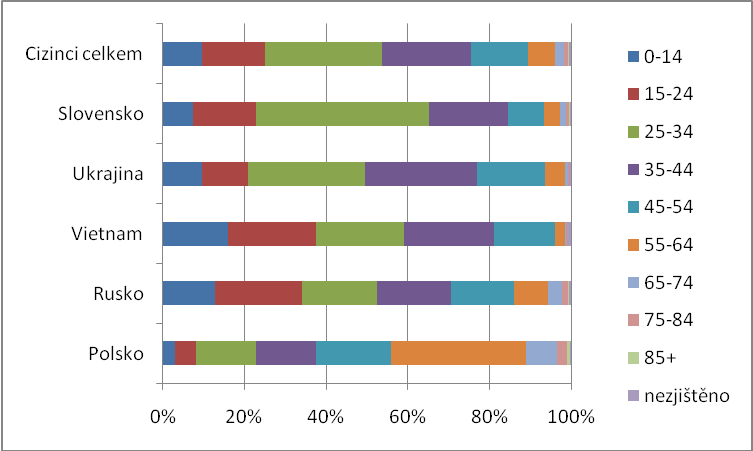 Cizinci celkem
Slovensko
Ukrajina
Vietnam
Rusko
Polsko
0% 20% 40% 60% 80% 100%
0-14
15-24
25-34
35-44
45-54
55-64
65-74
75-84
85+
nezjištěno